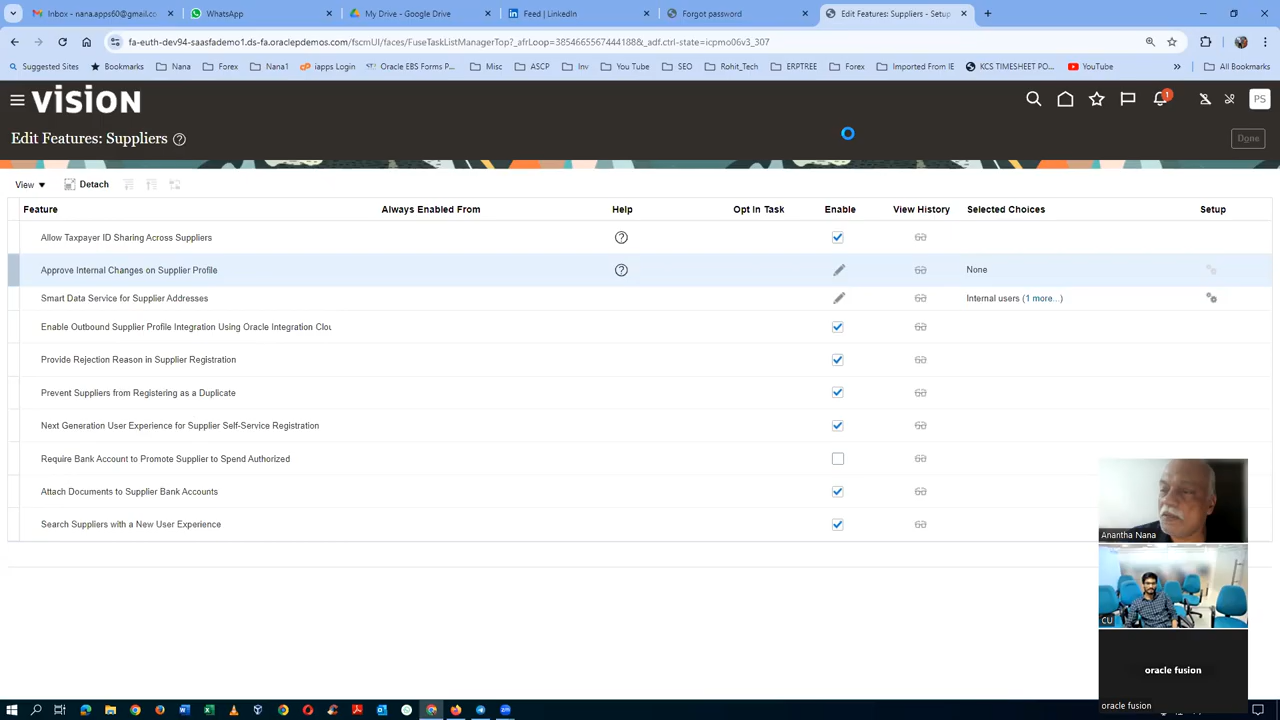 Inbox - nana.apps60@gmail.co
WhatsApp
My Drive - Google Drive
Feed | LinkedIn
Forgot password
Edit Features: Suppliers - Setup
fa-euth-dev94-saasfademo1.ds-fa.oraclepdemos.com/fscmUI/faces/FuseTaskListManagerTop?_afrLoop=38546655674441888&_adf.ctrl-state=icpmo06v3_307
Suggested Sites
Bookmarks
Nana
Forex
Nana1
iapps Login
Oracle EBS Forms P...
Misc
ASCP
Inv
You Tube
SEO
Rohi_Tech
ERPTREE
Forex
Imported From IE
KCS TIMESHEET PO...
YouTube
»
All Bookmarks
VISION
1
PS
Edit Features: Suppliers
Done
View
Detach
Feature Always Enabled From Help Opt In Task Enable View History Selected Choices Setup
Allow Taxpayer ID Sharing Across Suppliers
Approve Internal Changes on Supplier Profile None
Smart Data Service for Supplier Addresses Internal users (1 more...)
Enable Outbound Supplier Profile Integration Using Oracle Integration Clou
Provide Rejection Reason in Supplier Registration
Prevent Suppliers from Registering as a Duplicate
Next Generation User Experience for Supplier Self-Service Registration
Require Bank Account to Promote Supplier to Spend Authorized
Attach Documents to Supplier Bank Accounts
Search Suppliers with a New User Experience
Anantha Nana
CU
oracle fusion
oracle fusion